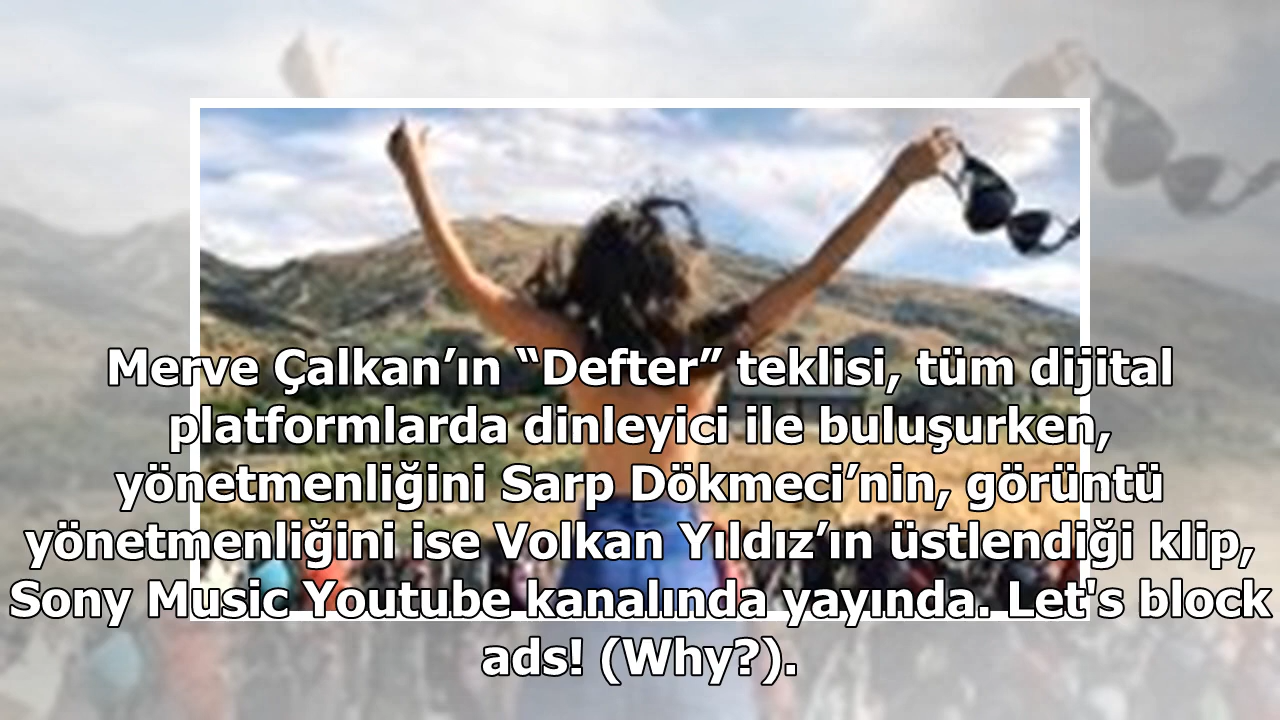 Merve Çalkan’ın “Defter” teklisi, tüm dijital
platformlarda dinleyici ile buluşurken,
yönetmenliğini Sarp Dökmeci’nin, görüntü
yönetmenliğini ise Volkan Yıldız’ın üstlendiği klip,
Sony Music Youtube kanalında yayında. Let's block
ads! (Why?).